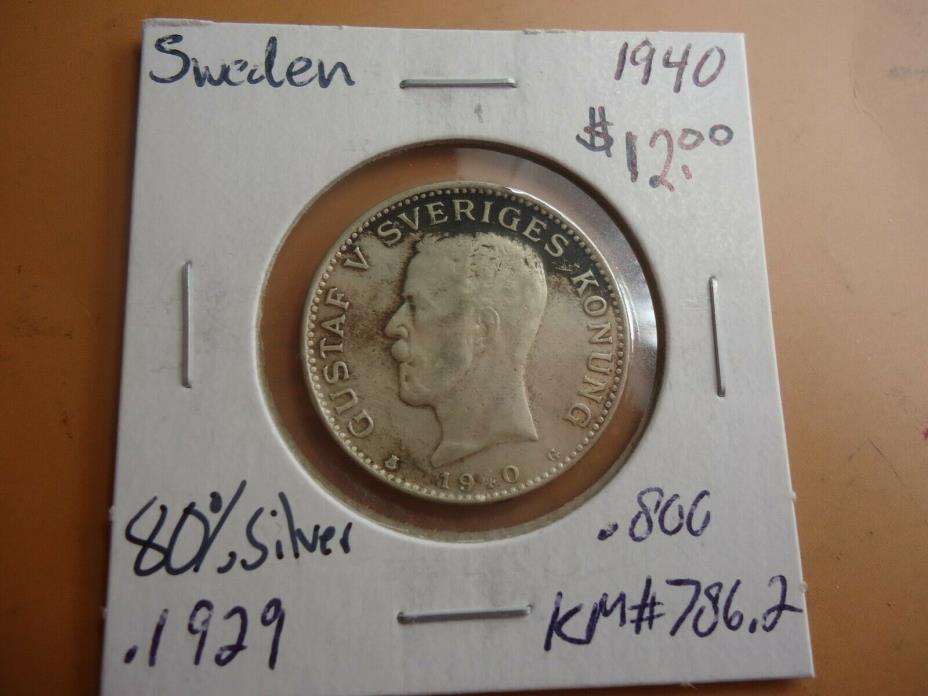 Sweden
1940
$12.00
GUSTAF V SVERIGES KONUNG
1940
G
80% Silver
.800
.1929
KM#786.2